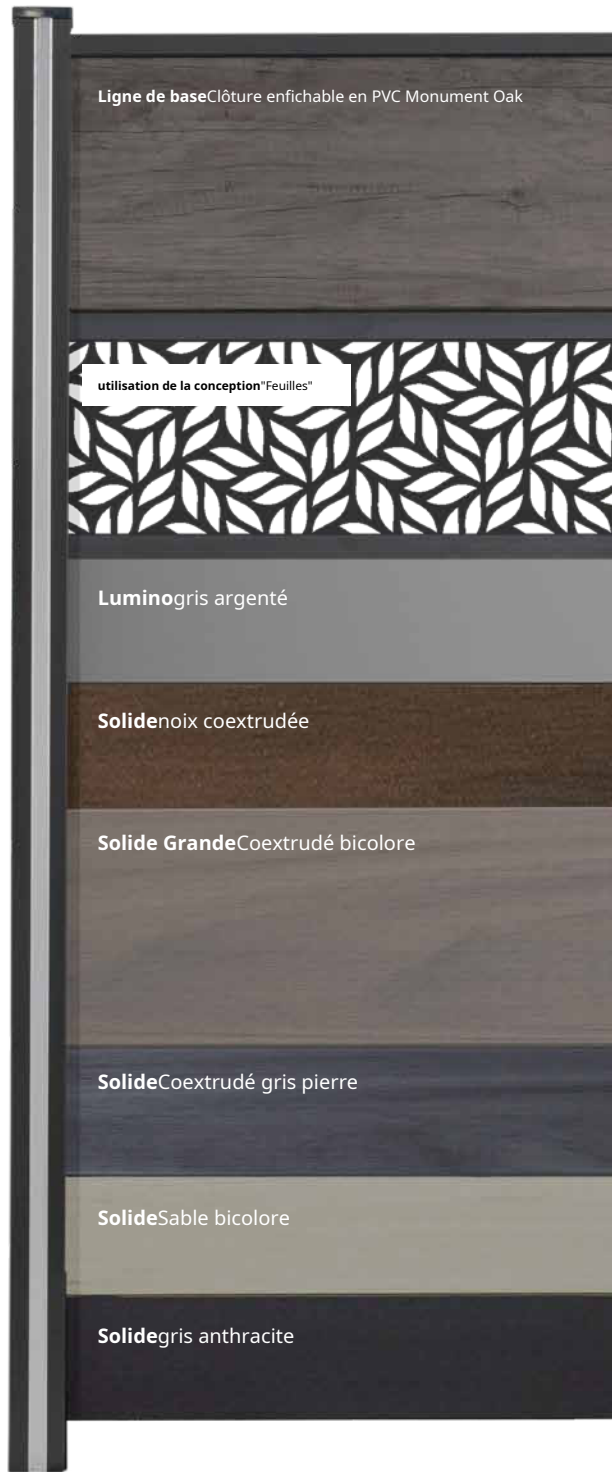 Ligne de baseClôture enfichable en PVC Monument Oak
utilisation de la conception"Feuilles"
Luminogris argenté
Solidenoix coextrudée
Solide GrandeCoextrudé bicolore
SolideCoextrudé gris pierre
SolideSable bicolore
Solidegris anthracite